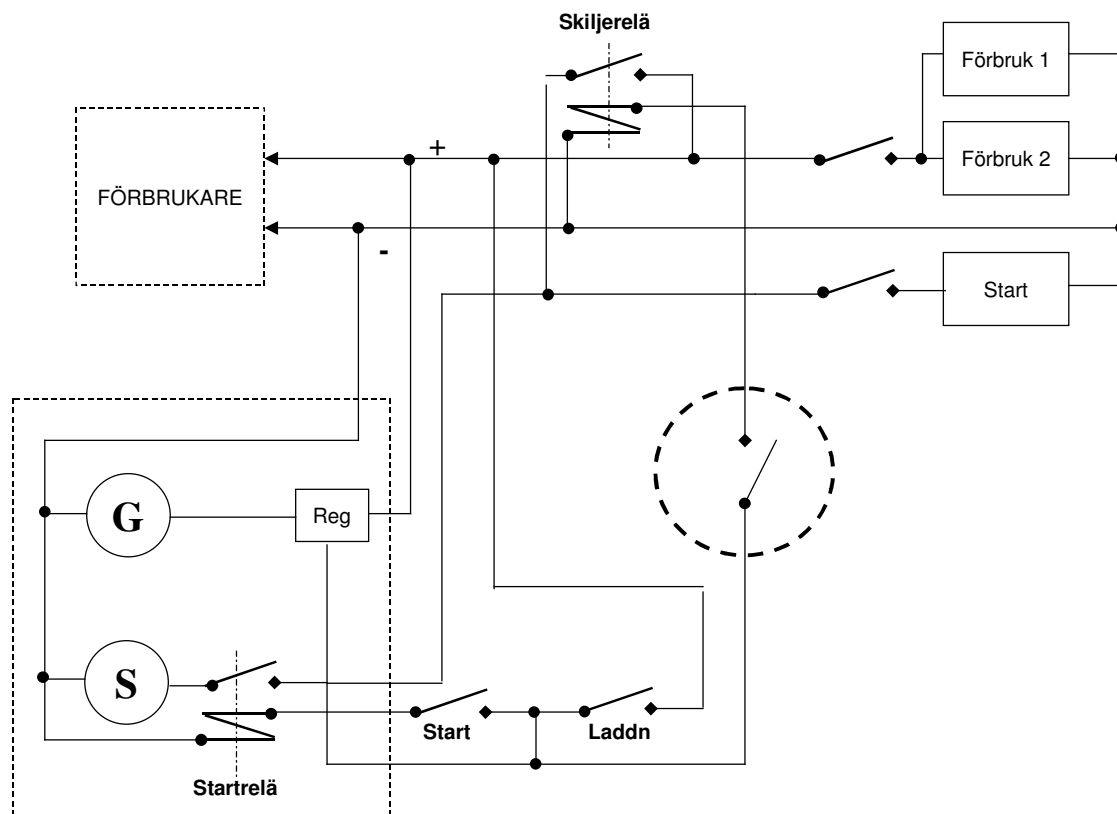 Skiljerelä
Förbruk 1
+
Förbruk 2
FÖRBRUKARE
-
Start
G
Reg
S
Start
Laddn
Startrelä